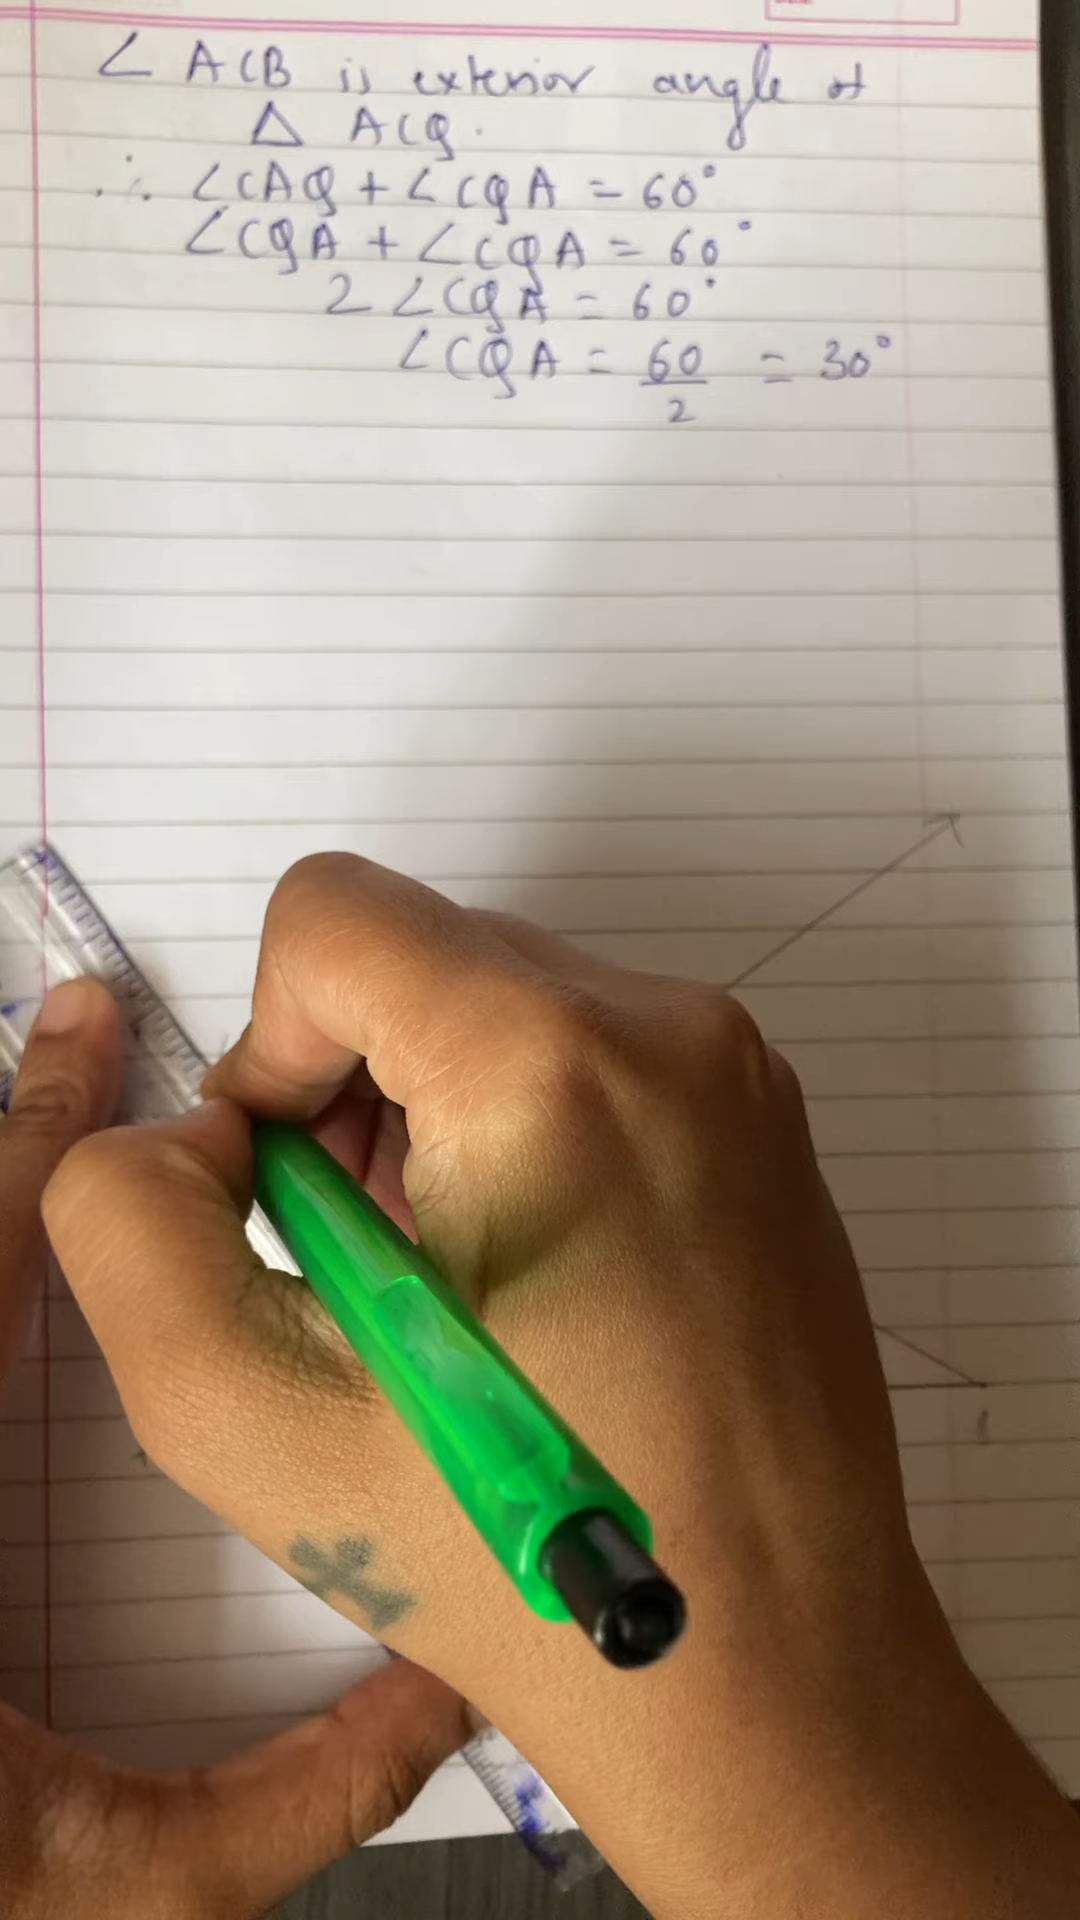 ∠ ACB is exterior angle of
△ ACQ.
∴ ∠CAQ + ∠CQA = 60°
∠CQA + ∠CQA = 60°
2 ∠CQA = 60°
∠CQA = 60/2 = 30°